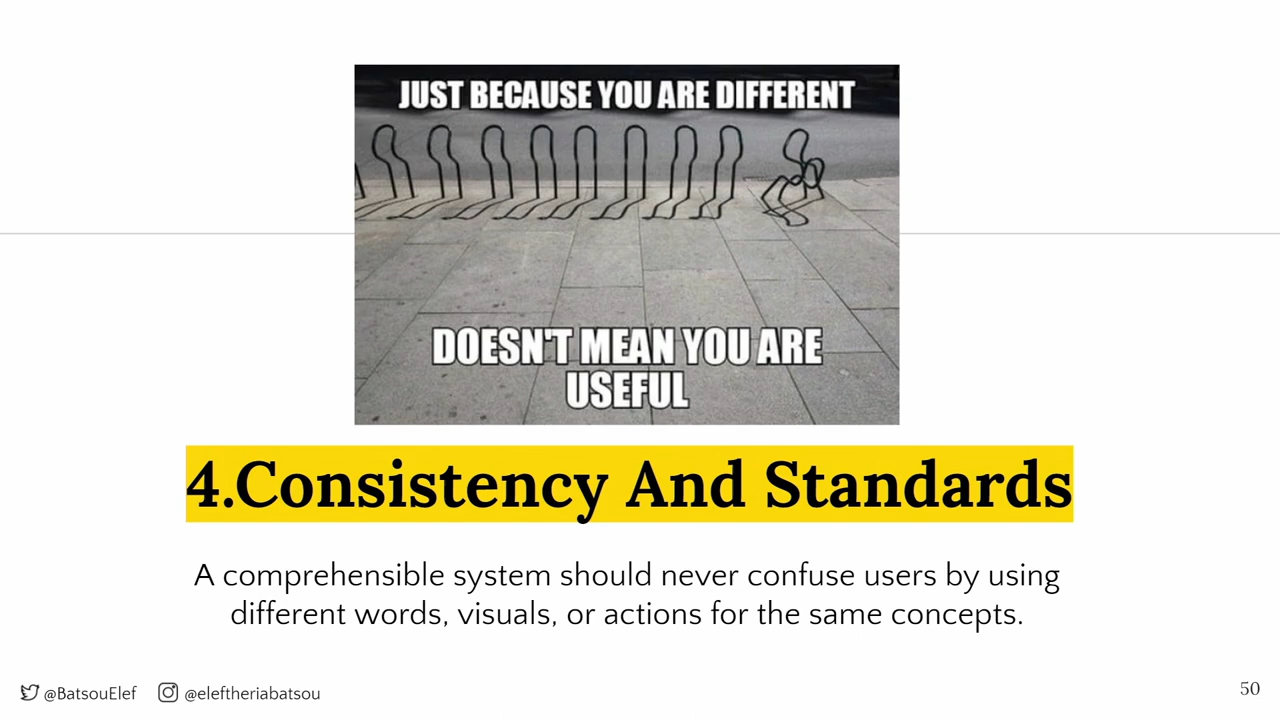 JUST BECAUSE YOU ARE DIFFERENT
DOESN'T MEAN YOU ARE
USEFUL
4.Consistency And Standards
A comprehensible system should never confuse users by using
different words, visuals, or actions for the same concepts.
@BatsouElef @eleftheriabatsou
50